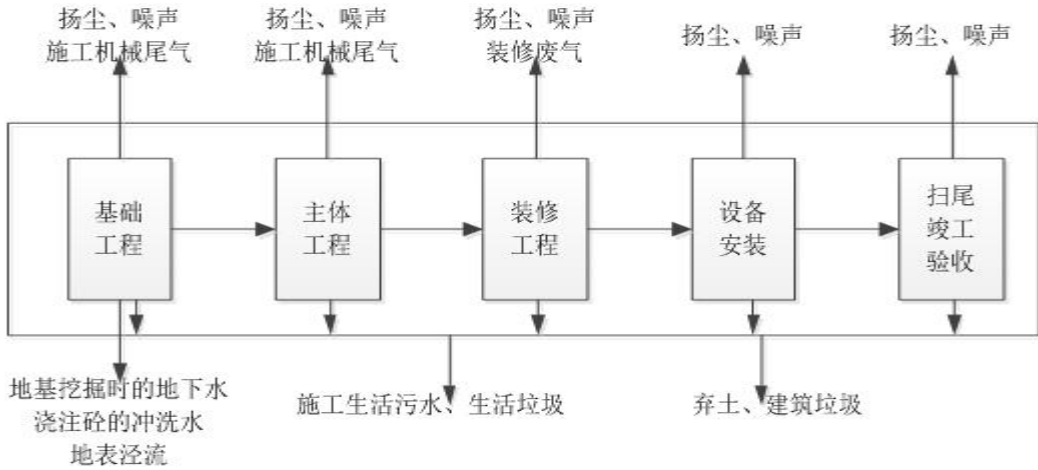 扬尘、噪声
施工机械尾气
扬尘、噪声
施工机械尾气
扬尘、噪声
装修废气
扬尘、噪声
扬尘、噪声
基础
工程
主体
工程
装修
工程
设备
安装
扫尾
竣工
验收
地基挖掘时的地下水
浇注砼的冲洗水
地表泾流
施工生活污水、生活垃圾
弃土、建筑垃圾